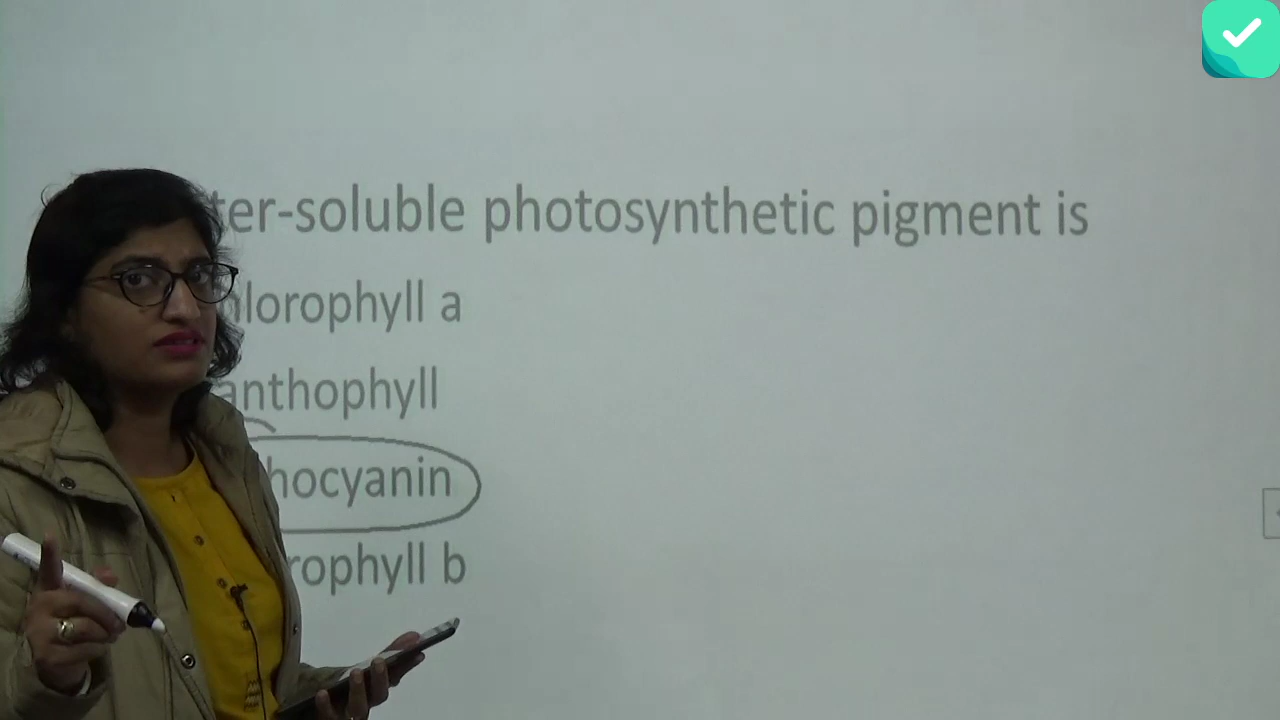 ter-soluble photosynthetic pigment is
hlorophyll a
anthophyll
hocyanin
rophyll b